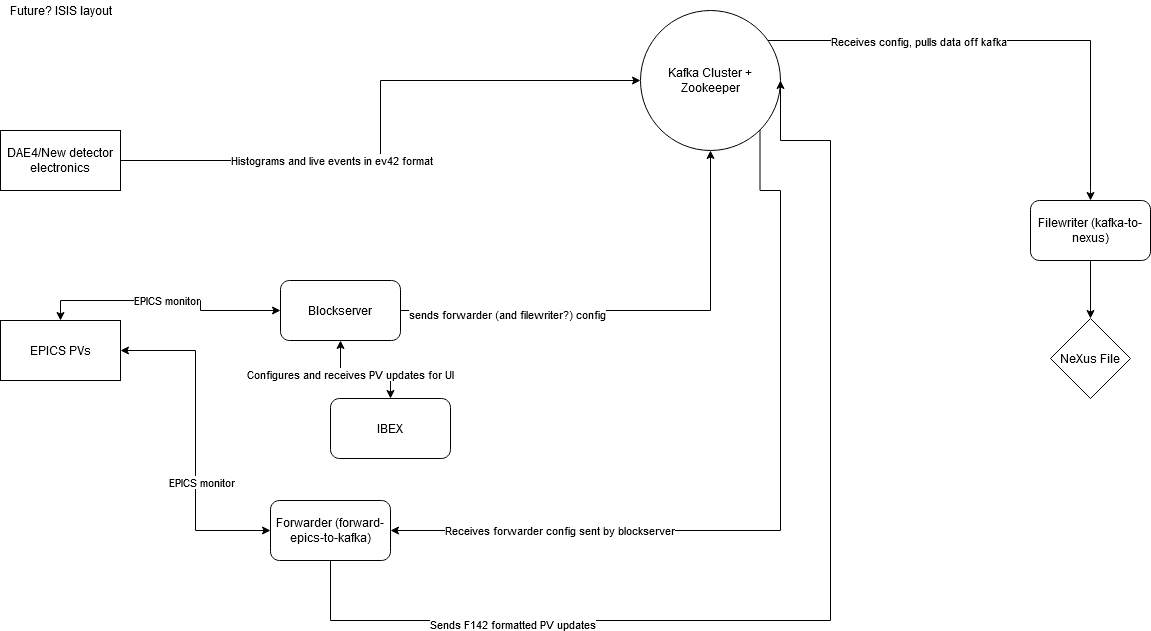 Future? ISIS layout
Kafka Cluster +
Zookeeper
Receives config, pulls data off kafka
DAE4/New detector
electronics
Histograms and live events in ev42 format
Filewriter (kafka-to-
nexus)
EPICS monitor
Blockserver
sends forwarder (and filewriter?) config
EPICS PVs
NeXus File
Configures and receives PV updates for UI
IBEX
EPICS monitor
Forwarder (forward-
epics-to-kafka)
Receives forwarder config sent by blockserver
Sends F142 formatted PV updates